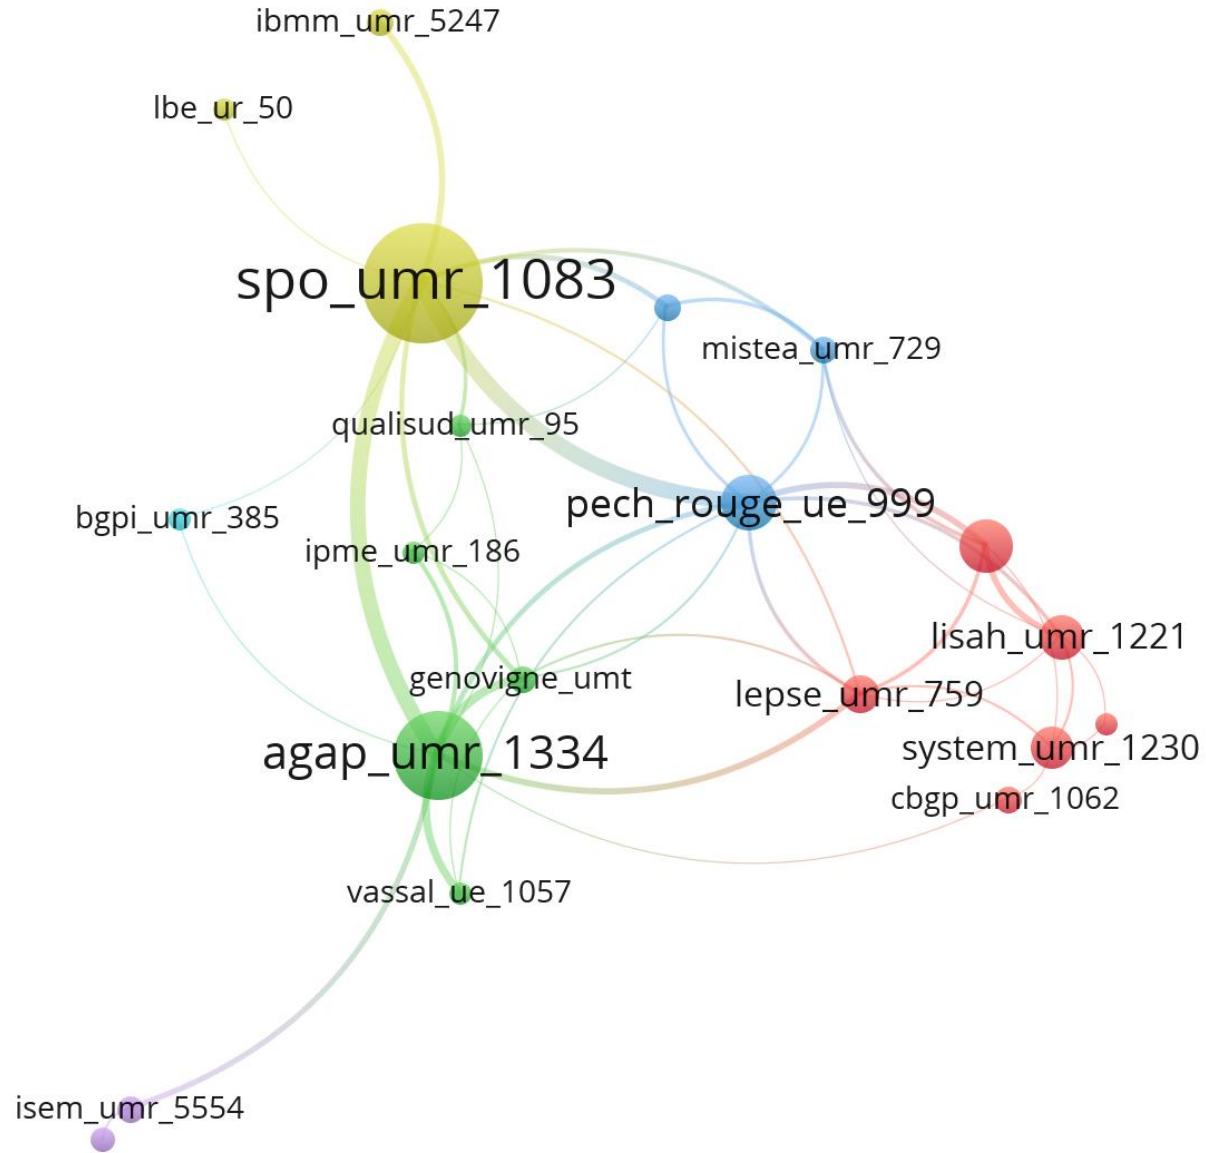 ibmm_umr_5247
lbe_ur_50
spo_umr_1083
mistea_umr_729
qualisud_umr_95
pech_rouge_ue_999
bgpi_umr_385
ipme_umr_186
lisah_umr_1221
genovigne_umt
lepse_umr_759
agap_umr_1334
system_umr_1230
cbgp_umr_1062
vassal_ue_1057
isem_umr_5554